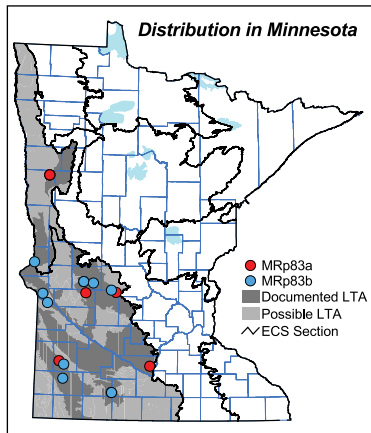 Distribution in Minnesota
MRp83a
MRp83b
Documented LTA
Possible LTA
ECS Section